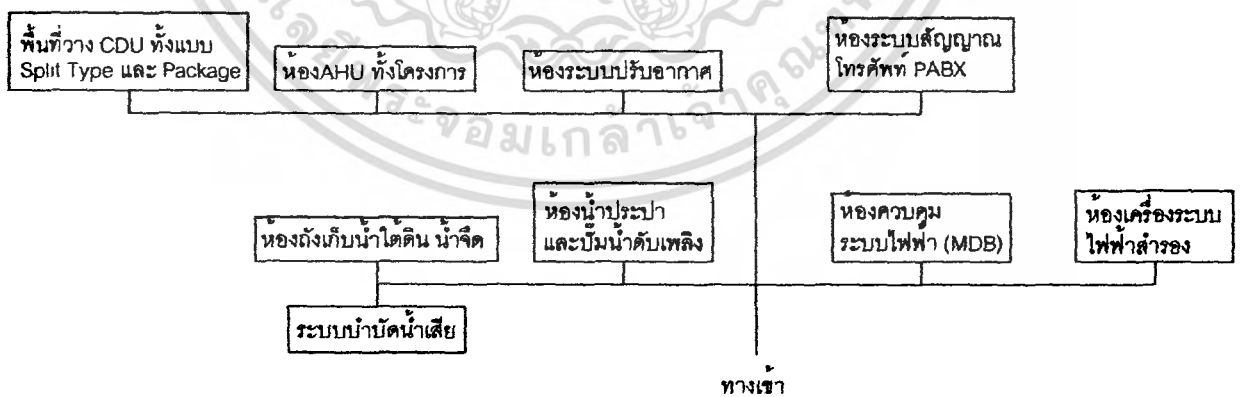 พื้นที่วาง CDU ทั้งแบบ
Split Type และ Package
ห้องAHU ทั้งโครงการ
ห้องระบบปรับอากาศ
ห้องระบบสัญญาณ
โทรศัพท์ PABX
ห้องถังเก็บน้ำใต้ดิน น้ำจืด
ห้องน้ำประปา
และปั๊มน้ำดับเพลิง
ห้องควบคุม
ระบบไฟฟ้า (MDB)
ห้องเครื่องระบบ
ไฟฟ้าสำรอง
ระบบบำบัดน้ำเสีย
ทางเข้า